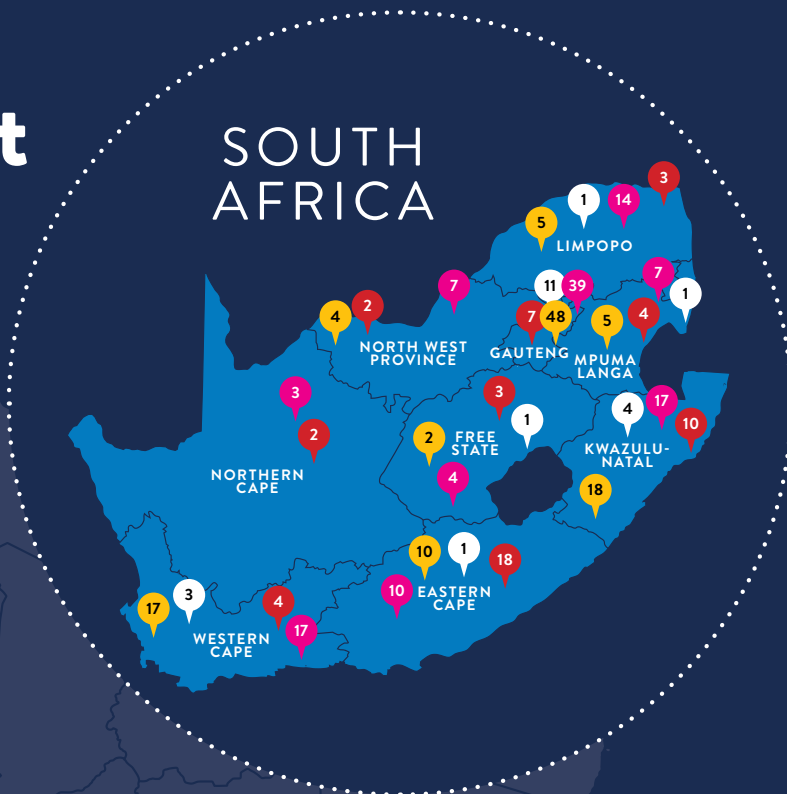 t
SOUTH
AFRICA
3
1
14
5
LIMPOPO
7
7
11
39
1
2
4
7
48
5
4
NORTH WEST
PROVINCE
GAUTENG
MPUMA
LANGA
3
3
17
4
1
10
2
2
FREE
STATE
KWAZULU-
NATAL
NORTHERN
CAPE
4
18
10
1
18
10
EASTERN
CAPE
3
17
4
17
WESTERN
CAPE